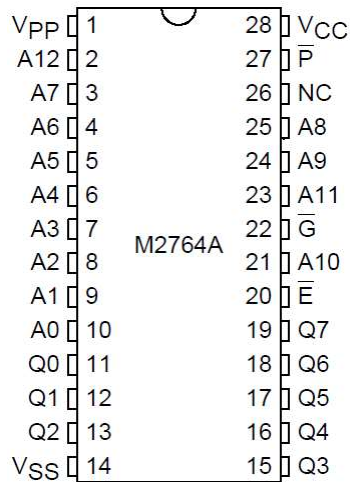 VPP 1 28 VCC
A12 2 27 P̅
A7 3 26 NC
A6 4 25 A8
A5 5 24 A9
A4 6 23 A11
A3 7 22 G̅
M2764A
A2 8 21 A10
A1 9 20 E̅
A0 10 19 Q7
Q0 11 18 Q6
Q1 12 17 Q5
Q2 13 16 Q4
VSS 14 15 Q3